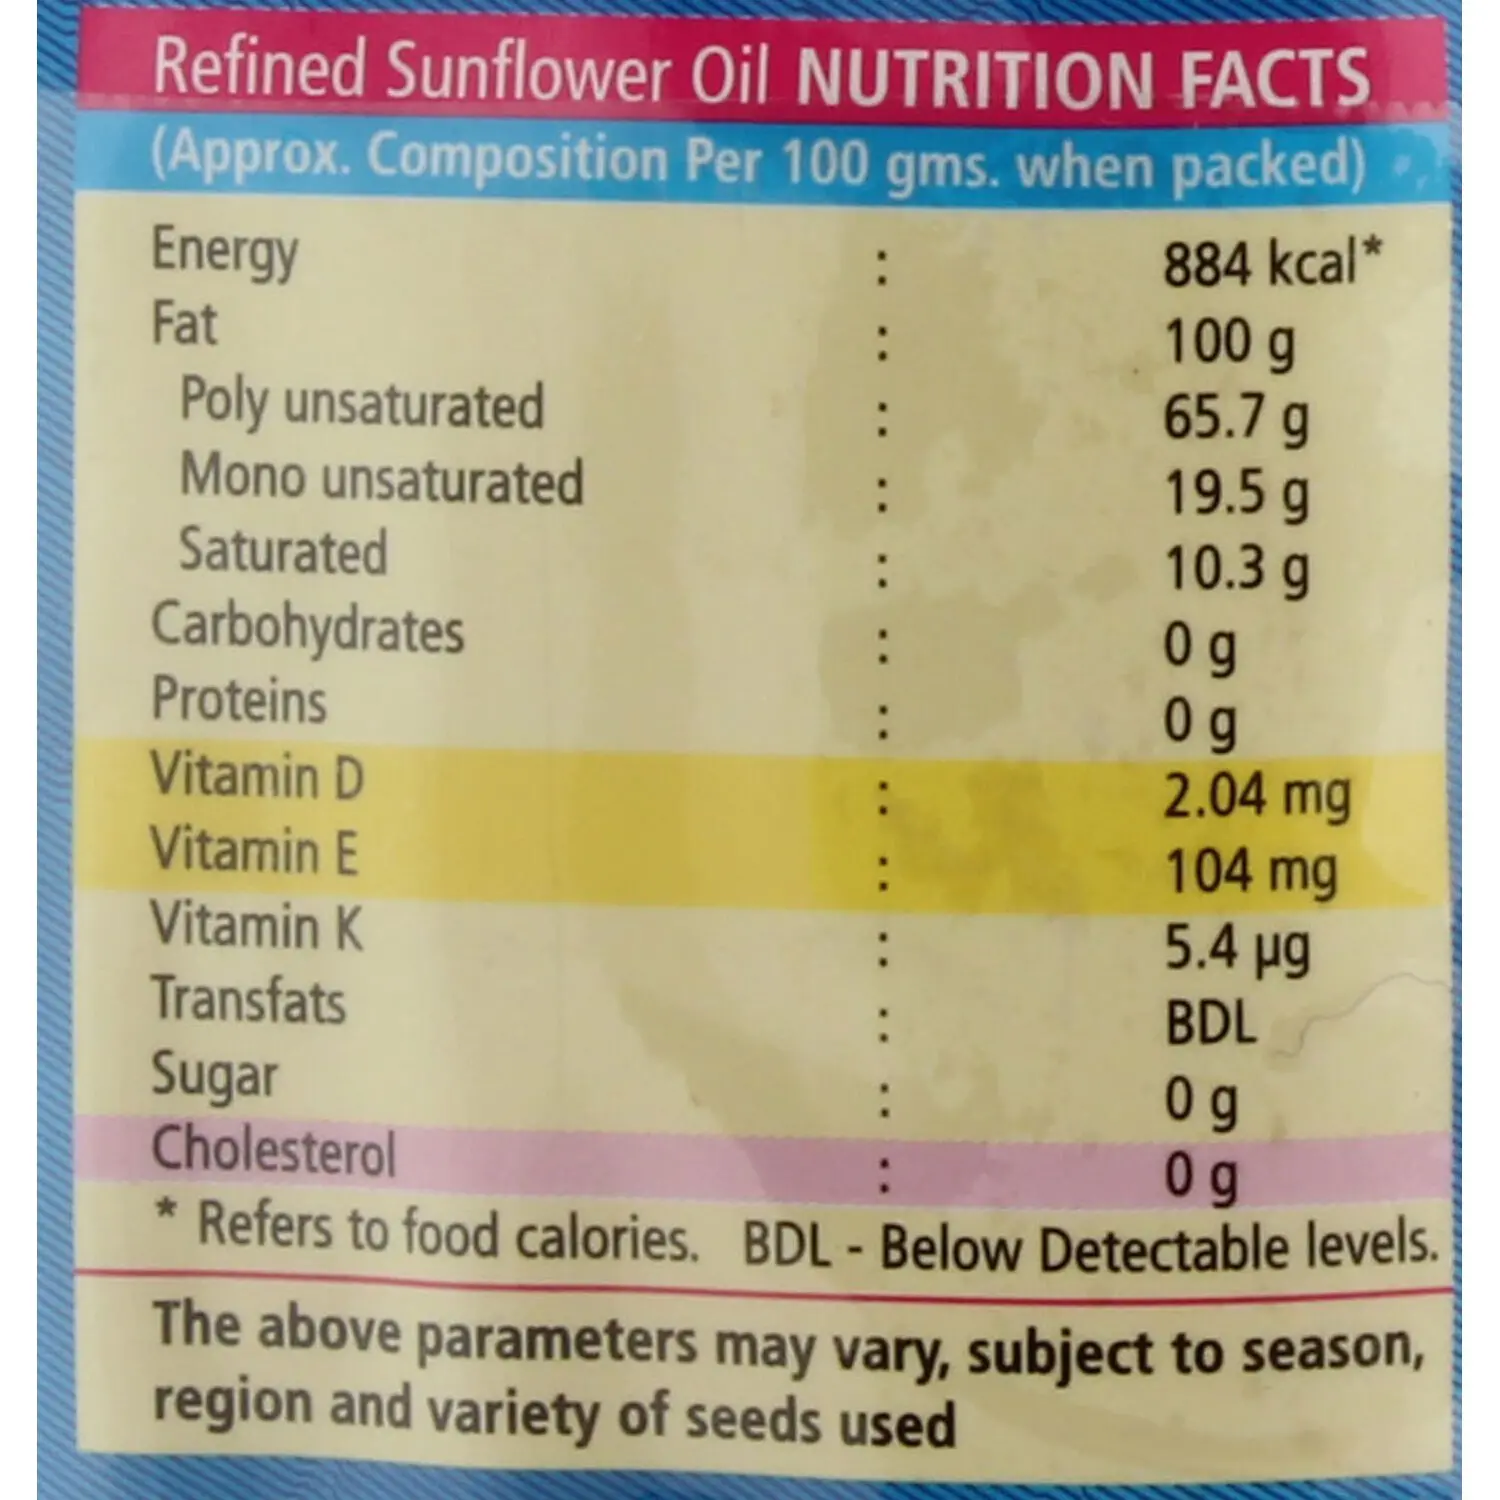 Refined Sunflower Oil NUTRITION FACTS
(Approx. Composition Per 100 gms. when packed)
Energy : 884 kcal*
Fat : 100 g
Poly unsaturated : 65.7 g
Mono unsaturated : 19.5 g
Saturated : 10.3 g
Carbohydrates : 0 g
Proteins : 0 g
Vitamin D : 2.04 mg
Vitamin E : 104 mg
Vitamin K : 5.4 µg
Transfats : BDL
Sugar : 0 g
Cholesterol : 0 g
* Refers to food calories. BDL - Below Detectable levels.
The above parameters may vary, subject to season,
region and variety of seeds used